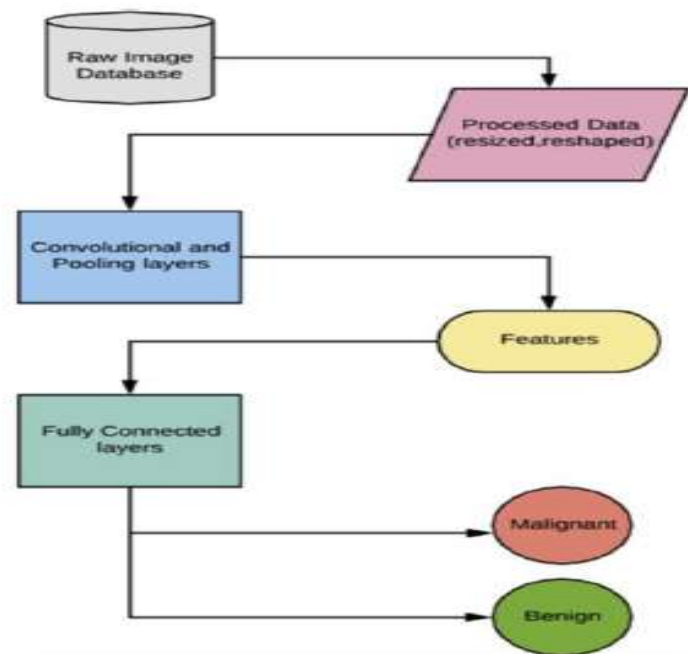 Raw Image
Database
Processed Data
(resized,reshaped)
Convolutional and
Pooling layers
Features
Fully Connected
layers
Malignant
Benign